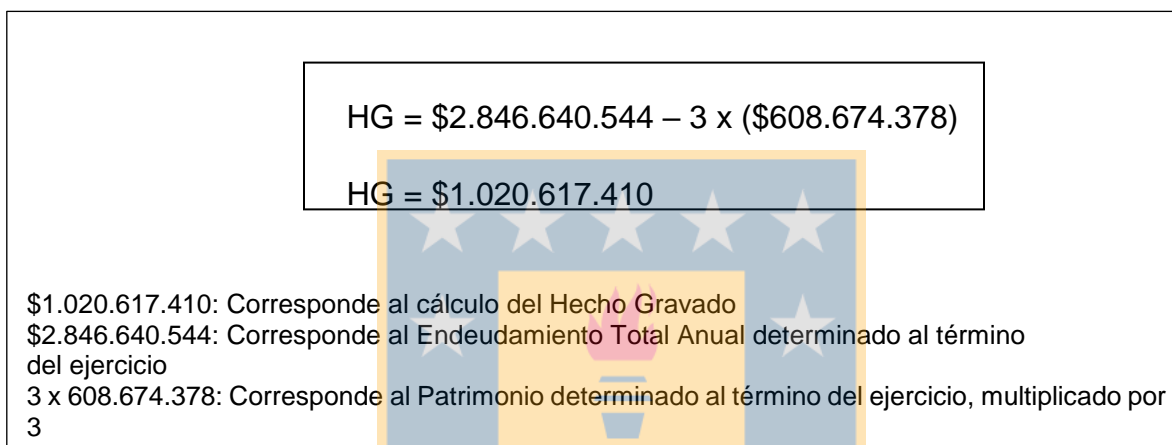 HG = $2.846.640.544 – 3 x ($608.674.378)
HG = $1.020.617.410
$1.020.617.410: Corresponde al cálculo del Hecho Gravado
$2.846.640.544: Corresponde al Endeudamiento Total Anual determinado al término
del ejercicio
3 x 608.674.378: Corresponde al Patrimonio determinado al término del ejercicio, multiplicado por
3